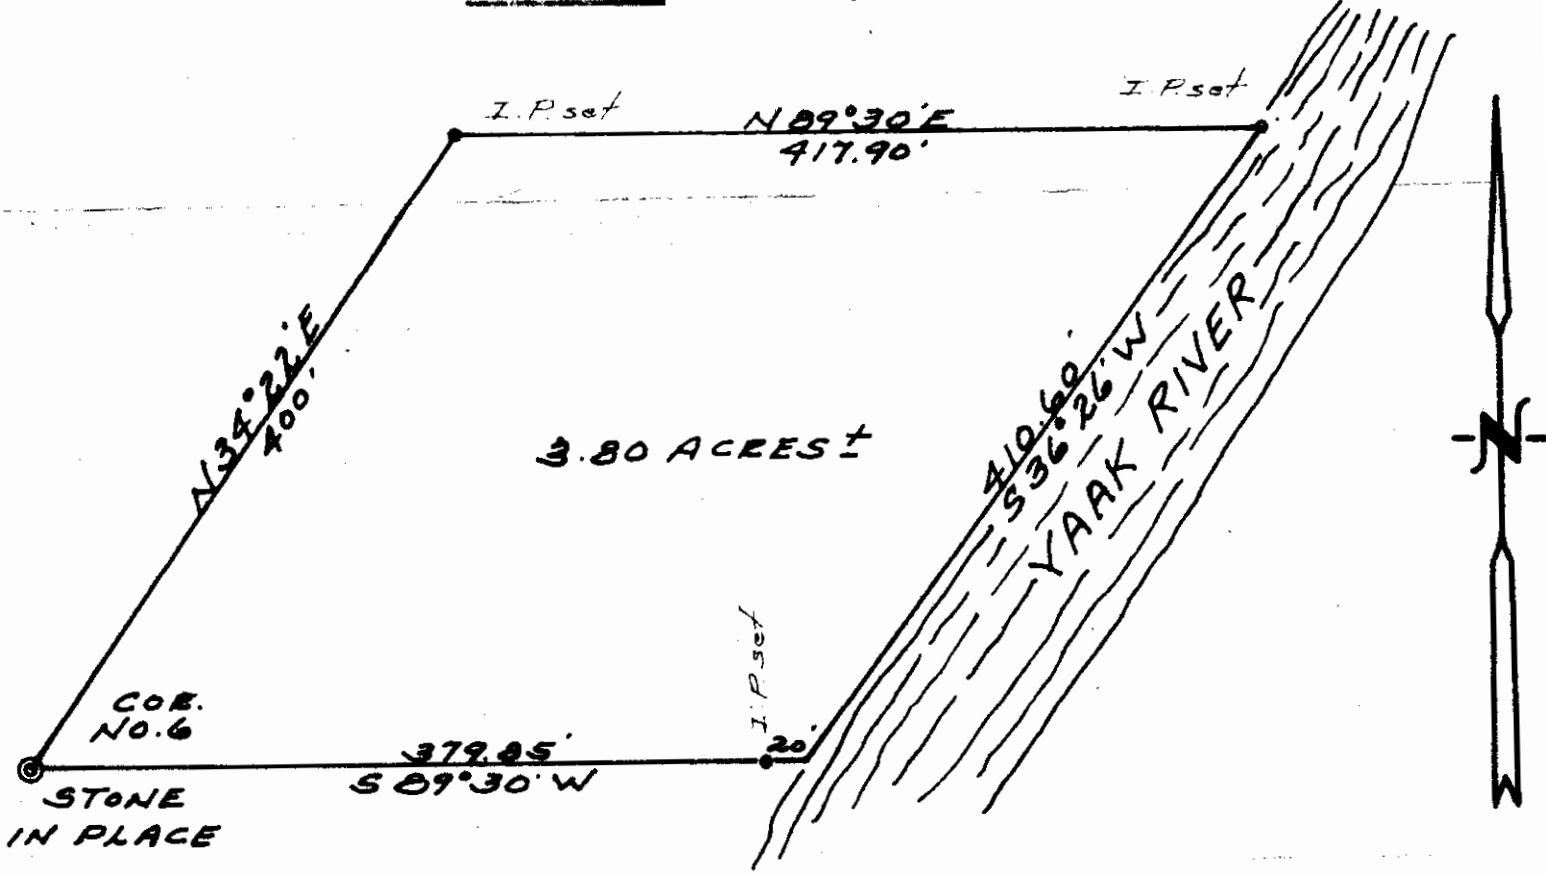 I.P. set
I.P. set
N 89°30'E
417.90'
N 34°22'E
400'
3.80 ACRES ±
410.60'
S 36°26' W
YAAK RIVER
N
I.P. set
COR.
NO.6
379.85'
20'
S 89°30' W
STONE
IN PLACE